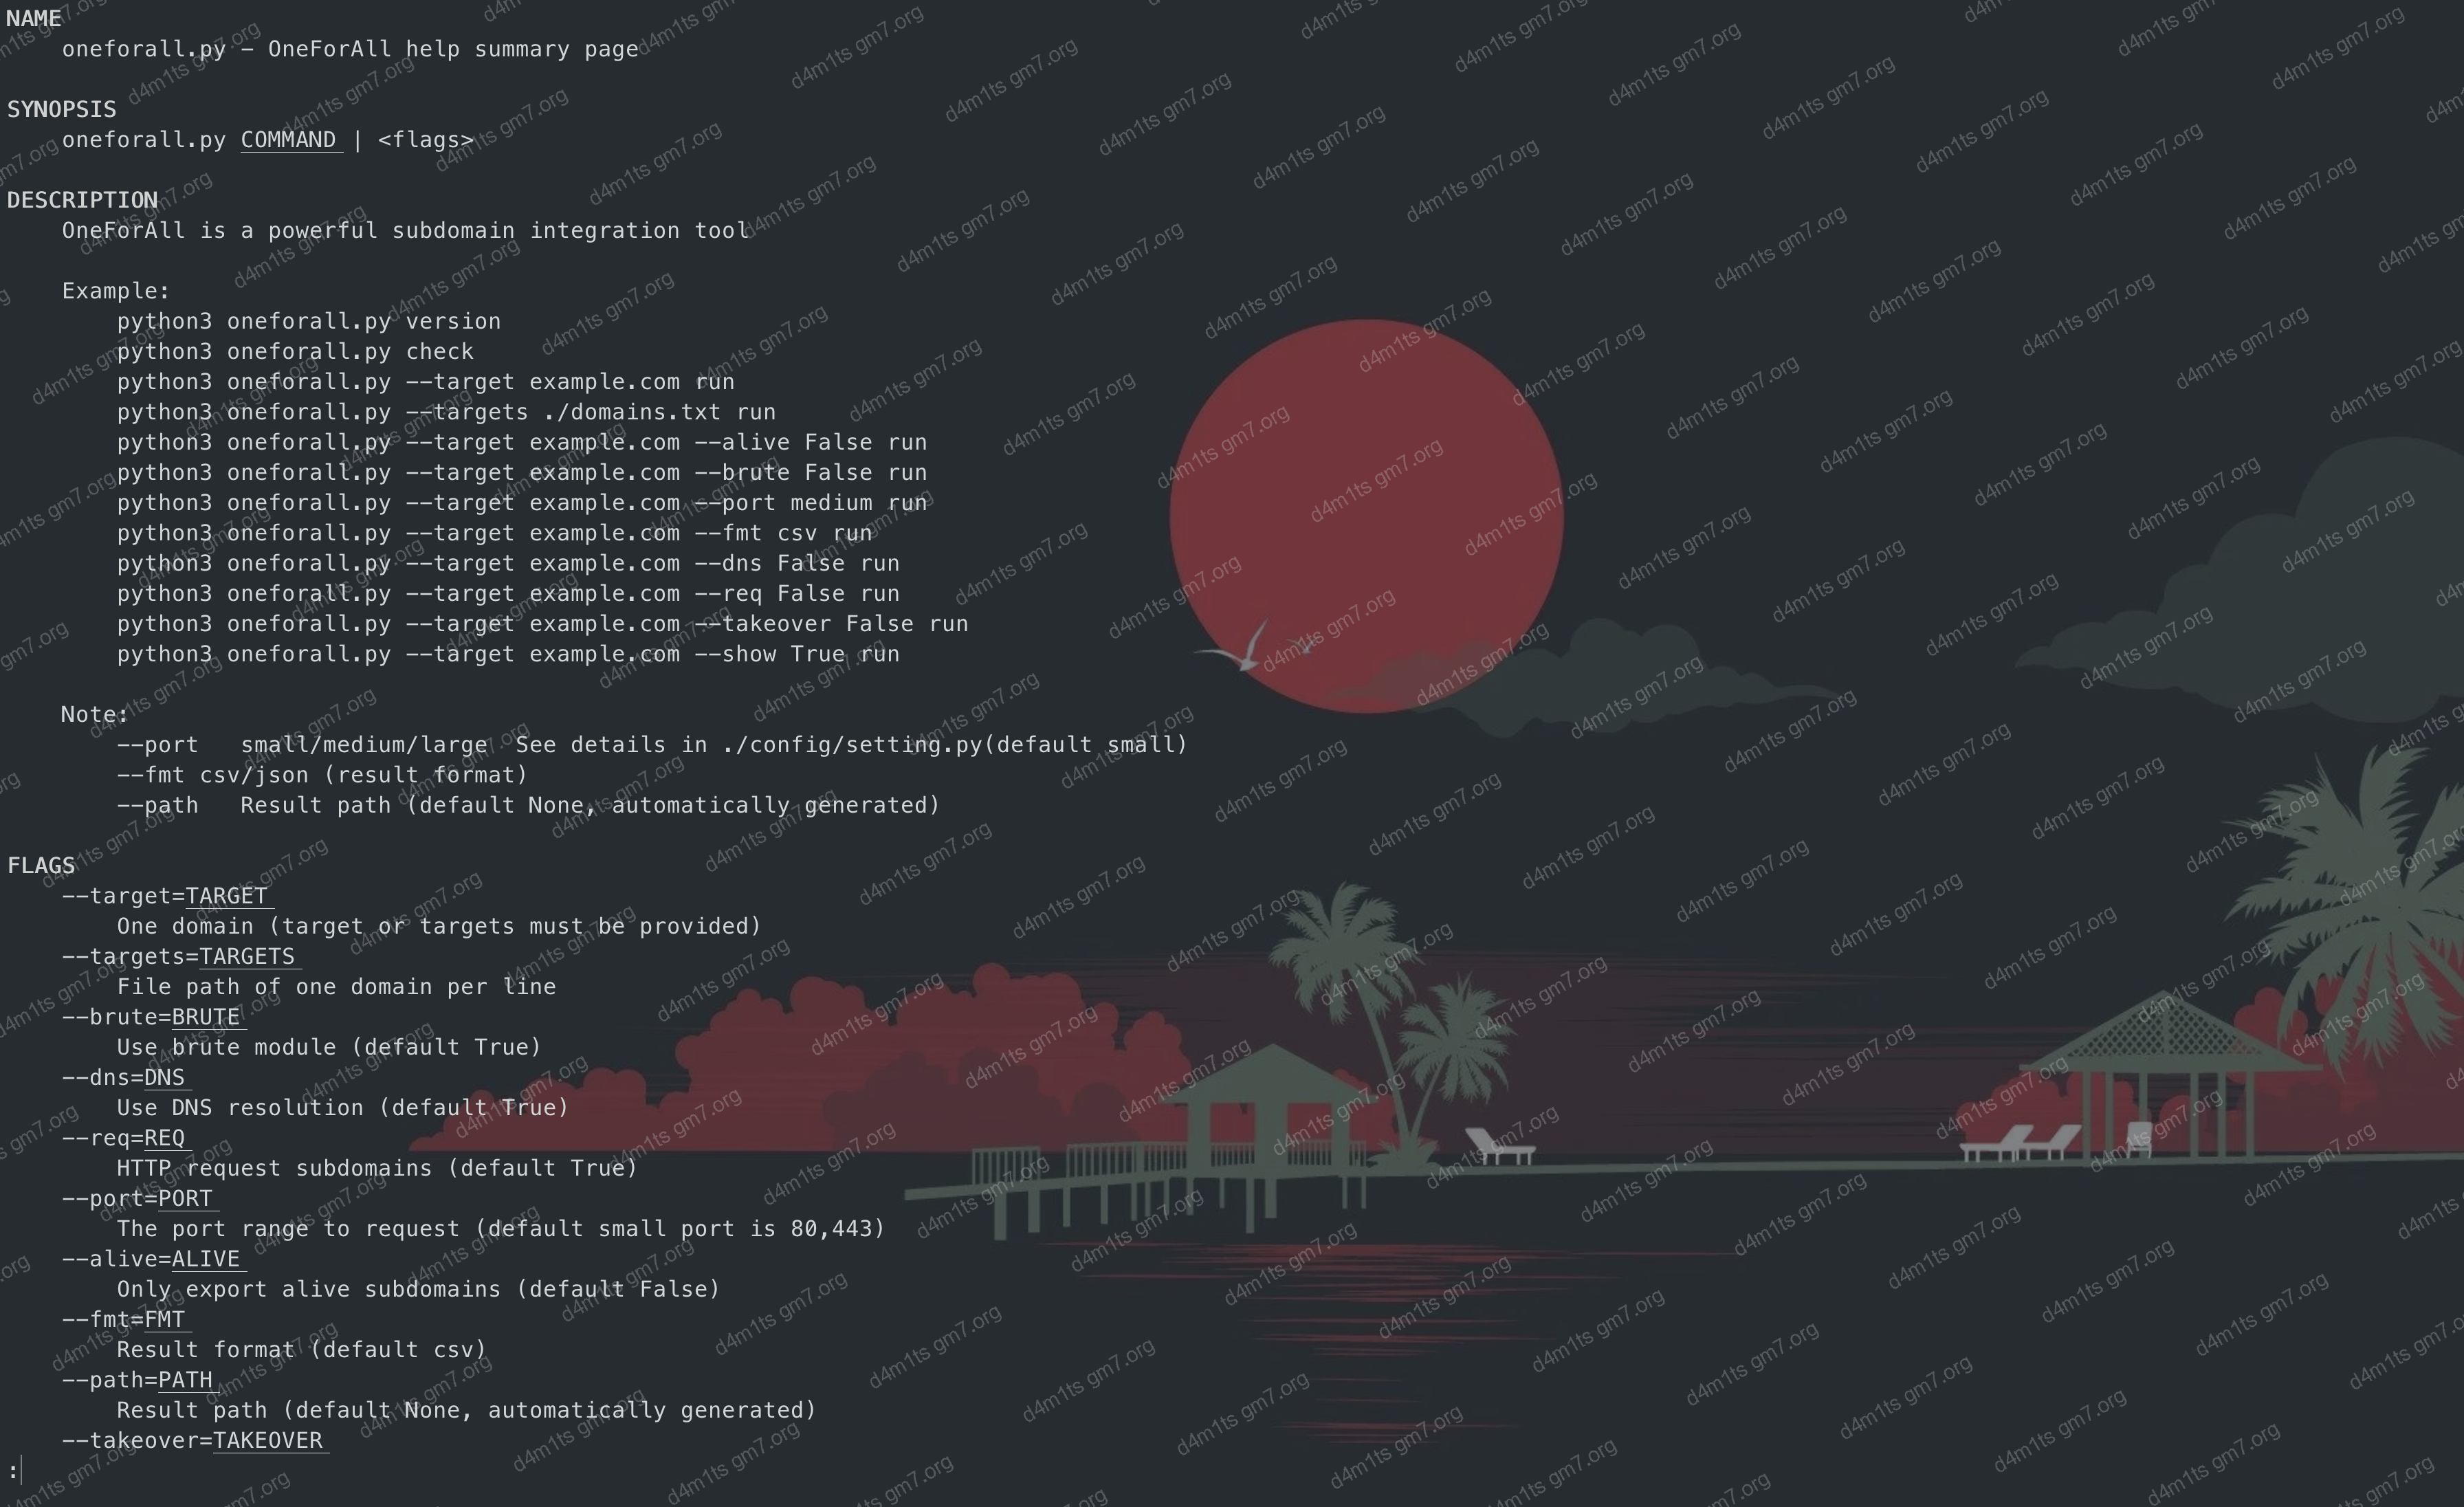 NAME
oneforall.py - OneForAll help summary page
SYNOPSIS
oneforall.py COMMAND | <flags>
DESCRIPTION
OneForAll is a powerful subdomain integration tool
Example:
python3 oneforall.py version
python3 oneforall.py check
python3 oneforall.py --target example.com run
python3 oneforall.py --targets ./domains.txt run
python3 oneforall.py --target example.com --alive False run
python3 oneforall.py --target example.com --brute False run
python3 oneforall.py --target example.com --port medium run
python3 oneforall.py --target example.com --fmt csv run
python3 oneforall.py --target example.com --dns False run
python3 oneforall.py --target example.com --req False run
python3 oneforall.py --target example.com --takeover False run
python3 oneforall.py --target example.com --show True run
Note:
--port   small/medium/large  See details in ./config/setting.py(default small)
--fmt csv/json (result format)
--path   Result path (default None, automatically generated)
FLAGS
--target=TARGET
One domain (target or targets must be provided)
--targets=TARGETS
File path of one domain per line
--brute=BRUTE
Use brute module (default True)
--dns=DNS
Use DNS resolution (default True)
--req=REQ
HTTP request subdomains (default True)
--port=PORT
The port range to request (default small port is 80,443)
--alive=ALIVE
Only export alive subdomains (default False)
--fmt=FMT
Result format (default csv)
--path=PATH
Result path (default None, automatically generated)
--takeover=TAKEOVER
:
d4m1ts gm7.org